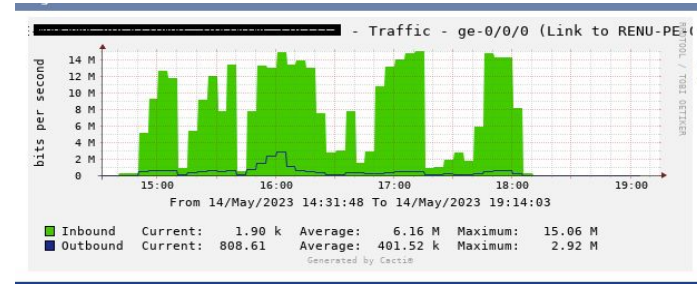 - Traffic - ge-0/0/0 (Link to RENU-PE-
RRDTOOL / TOBI OETIKER
bits per second
14 M
12 M
10 M
8 M
6 M
4 M
2 M
0
15:00 16:00 17:00 18:00 19:00
From 14/May/2023 14:31:48 To 14/May/2023 19:14:03
Inbound Current: 1.90 k Average: 6.16 M Maximum: 15.06 M
Outbound Current: 808.61 Average: 401.52 k Maximum: 2.92 M
Generated by Cacti®